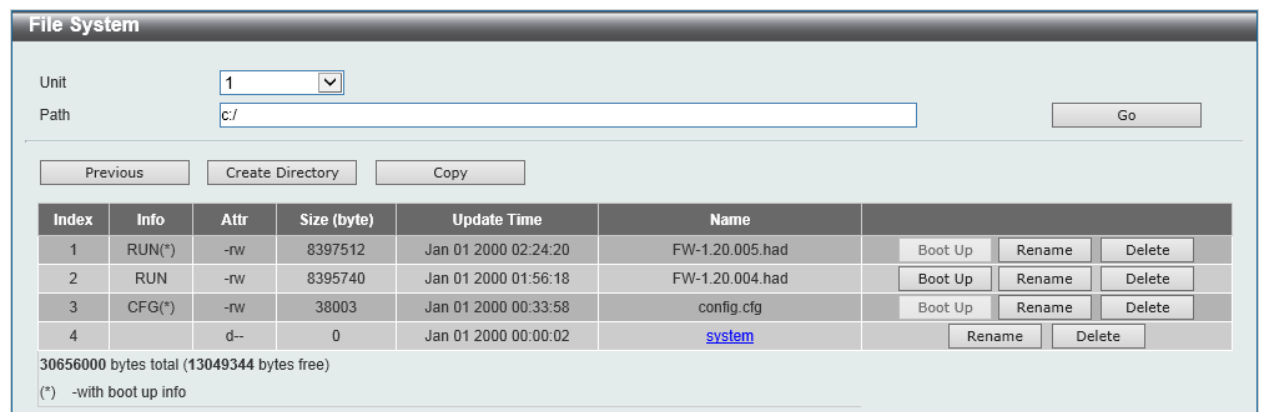 File System
Unit 1
Path c:/ Go
Previous Create Directory Copy
Index Info Attr Size (byte) Update Time Name
1 RUN(*) -rw 8397512 Jan 01 2000 02:24:20 FW-1.20.005.had Boot Up Rename Delete
2 RUN -rw 8395740 Jan 01 2000 01:56:18 FW-1.20.004.had Boot Up Rename Delete
3 CFG(*) -rw 38003 Jan 01 2000 00:33:58 config.cfg Boot Up Rename Delete
4 d-- 0 Jan 01 2000 00:00:02 system Rename Delete
30656000 bytes total (13049344 bytes free)
(*) -with boot up info